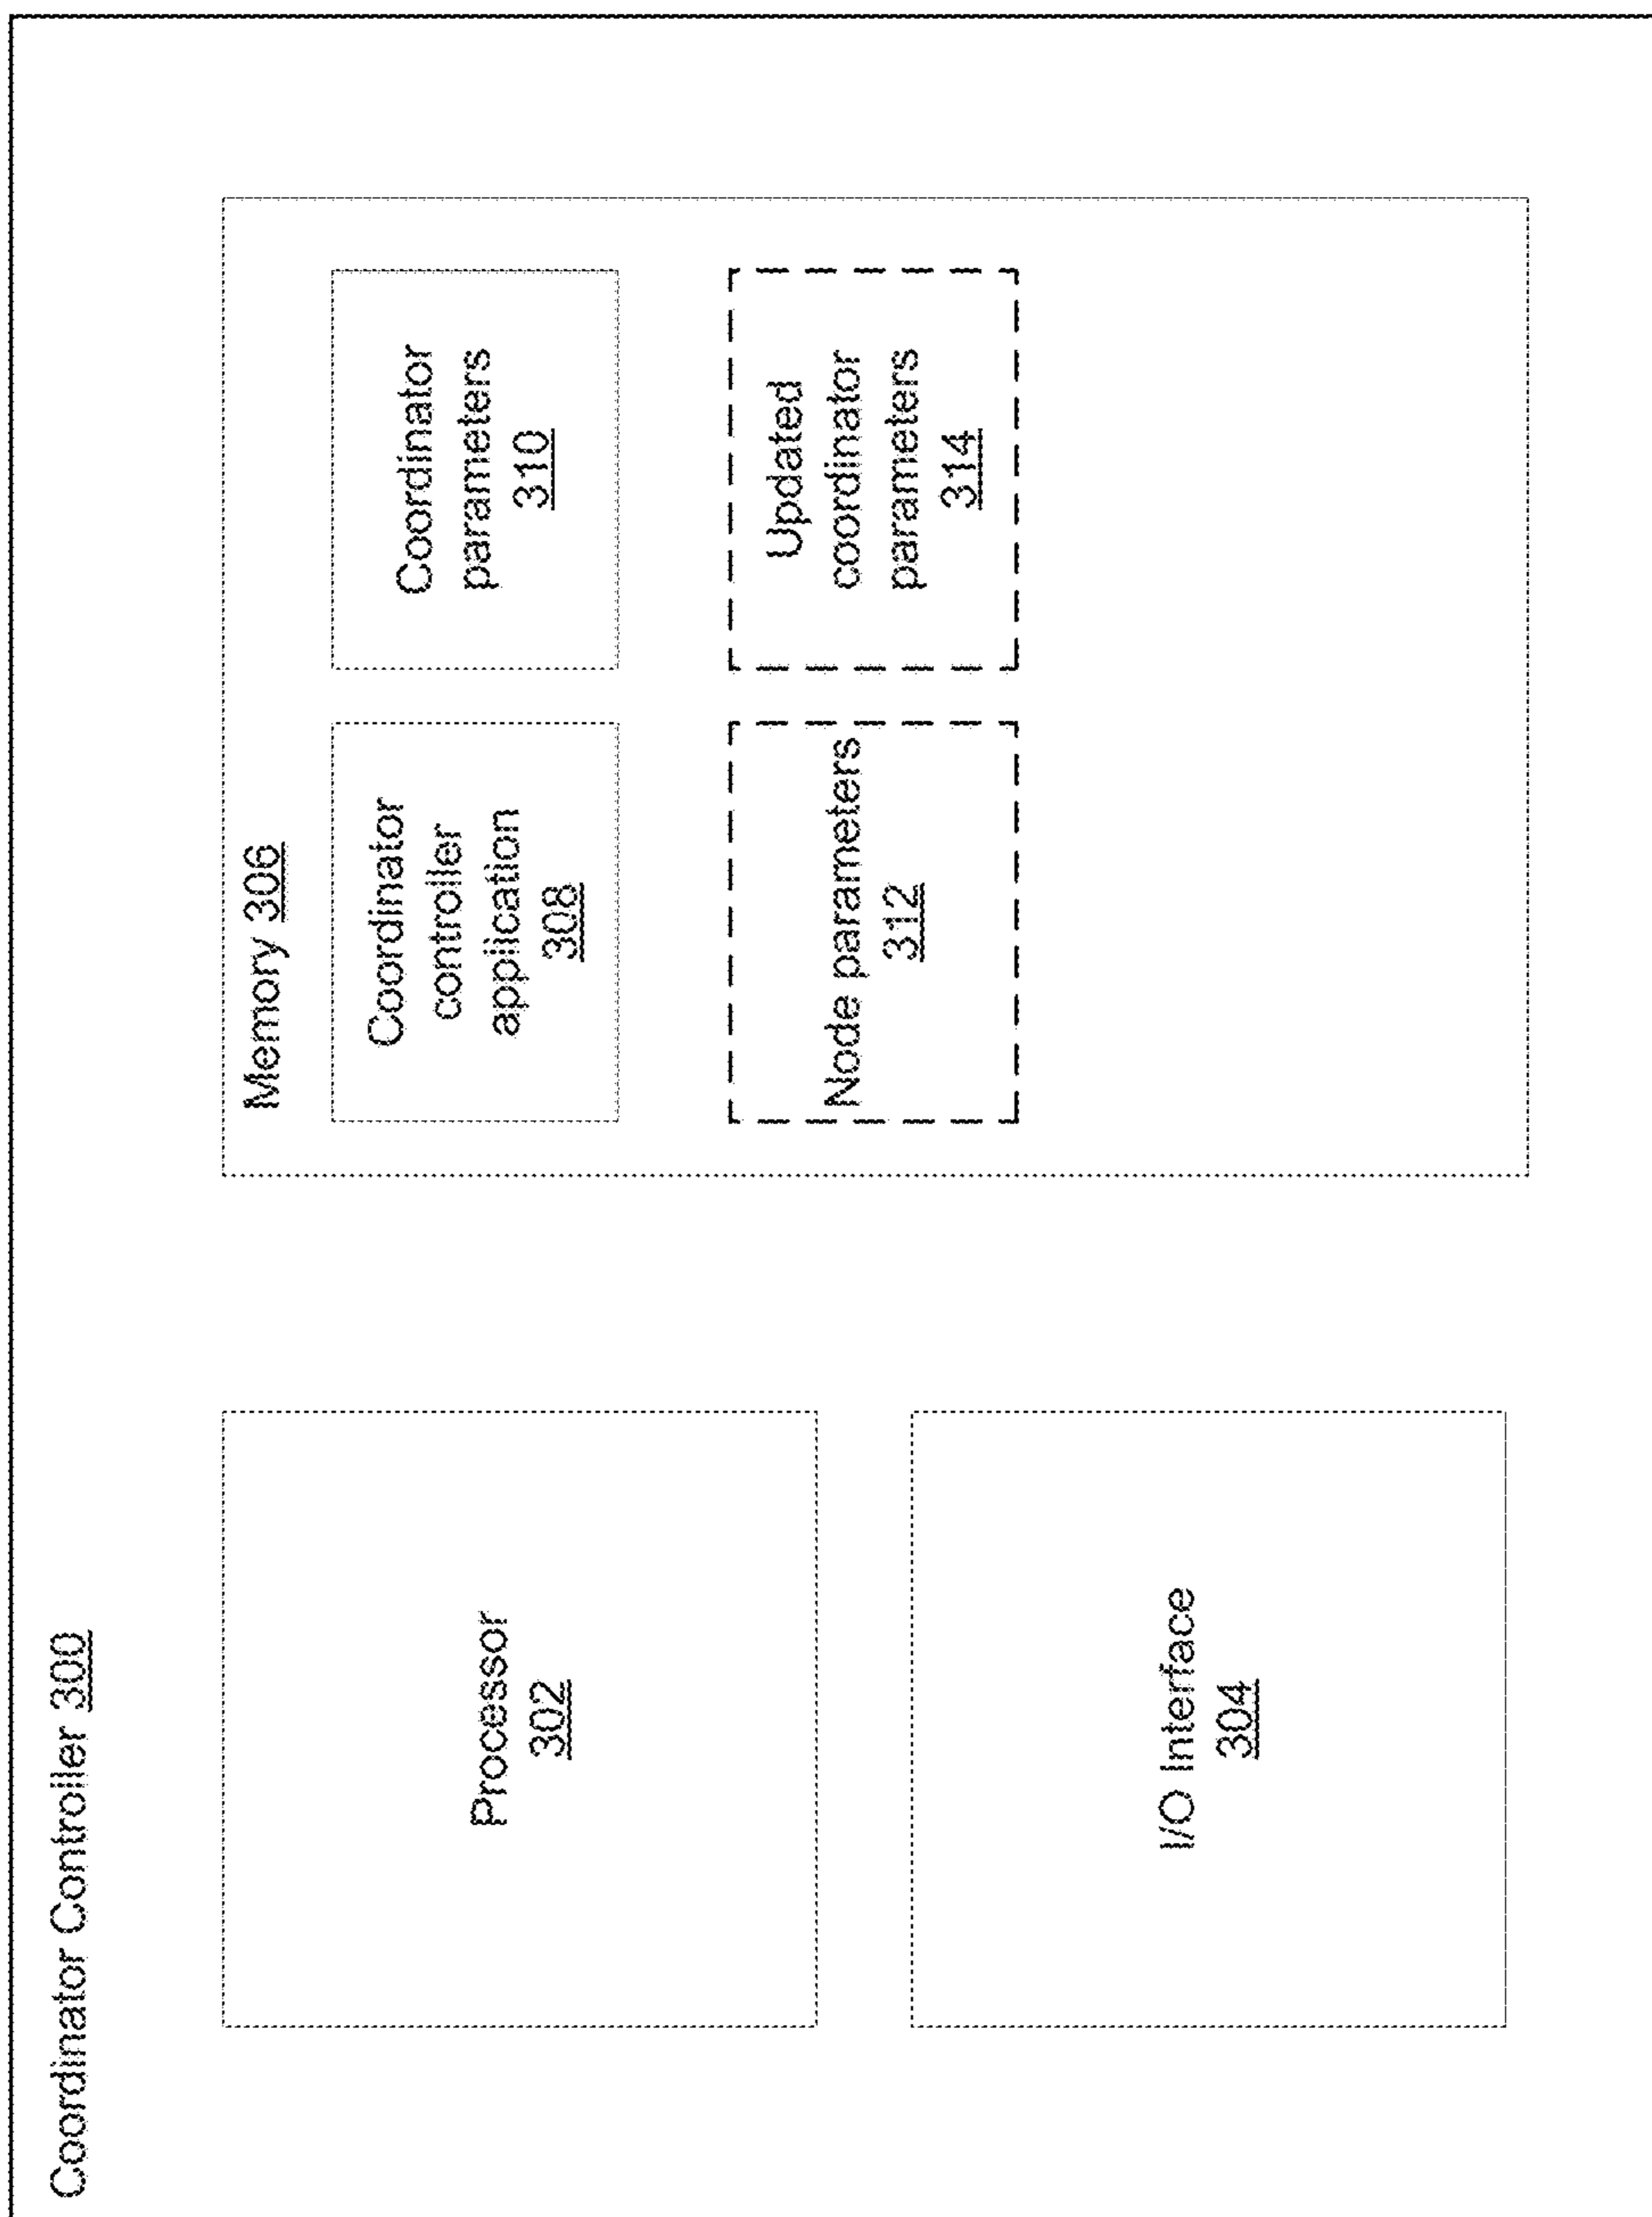 Coordinator Controller 300
Processor
302
I/O Interface
304
Memory 306
Coordinator
controller
application
308
Coordinator
parameters
310
Node parameters
312
Updated
coordinator
parameters
314